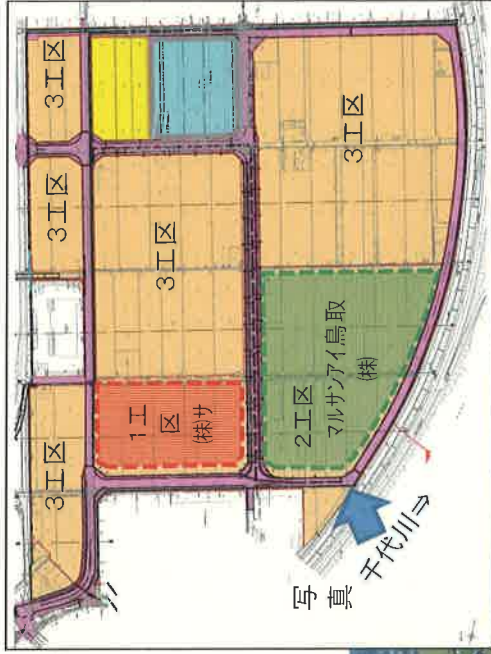 3工区
3工区
3工区
3工区
3工区
1工
区
(株)サ
2工区
マルサンアイ鳥取
(株)
写
真
千代川⇒